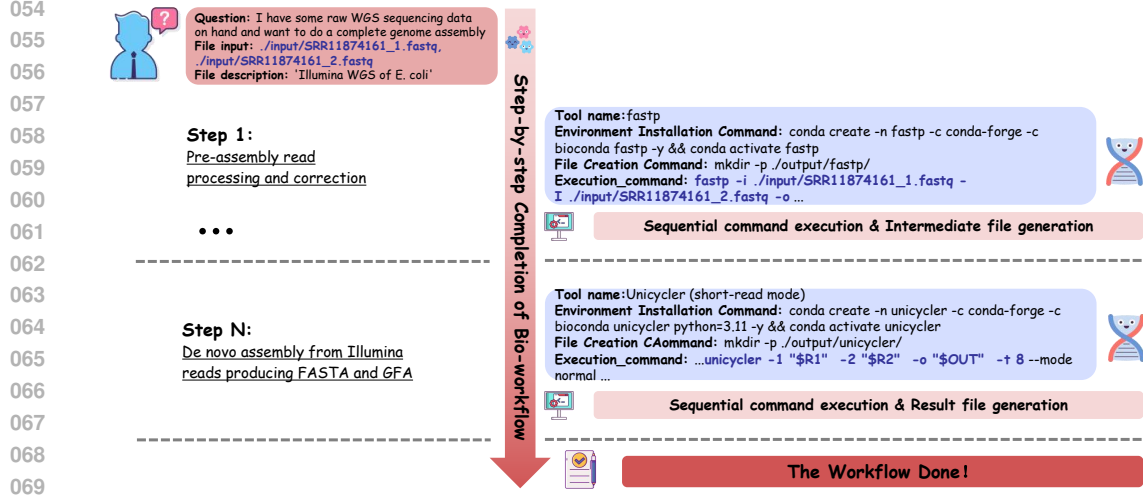 054
055
056
057
058
059
060
061
062
063
064
065
066
067
068
069
?
Question: I have some raw WGS sequencing data
on hand and want to do a complete genome assembly
File input: ./input/SRR11874161_1.fastq,
./input/SRR11874161_2.fastq
File description: 'Illumina WGS of E. coli'
Step-by-step Completion of Bio-workflow
Step 1:
Pre-assembly read
processing and correction
...
Tool name:fastp
Environment Installation Command: conda create -n fastp -c conda-forge -c
bioconda fastp -y && conda activate fastp
File Creation Command: mkdir -p ./output/fastp/
Execution_command: fastp -i ./input/SRR11874161_1.fastq -
I ./input/SRR11874161_2.fastq -o ...
Sequential command execution & Intermediate file generation
Step N:
De novo assembly from Illumina
reads producing FASTA and GFA
Tool name:Unicycler (short-read mode)
Environment Installation Command: conda create -n unicycler -c conda-forge -c
bioconda unicycler python=3.11 -y && conda activate unicycler
File Creation CAommand: mkdir -p ./output/unicycler/
Execution_command: ...unicycler -1 "$R1" -2 "$R2" -o "$OUT" -t 8 --mode
normal ...
Sequential command execution & Result file generation
The Workflow Done!